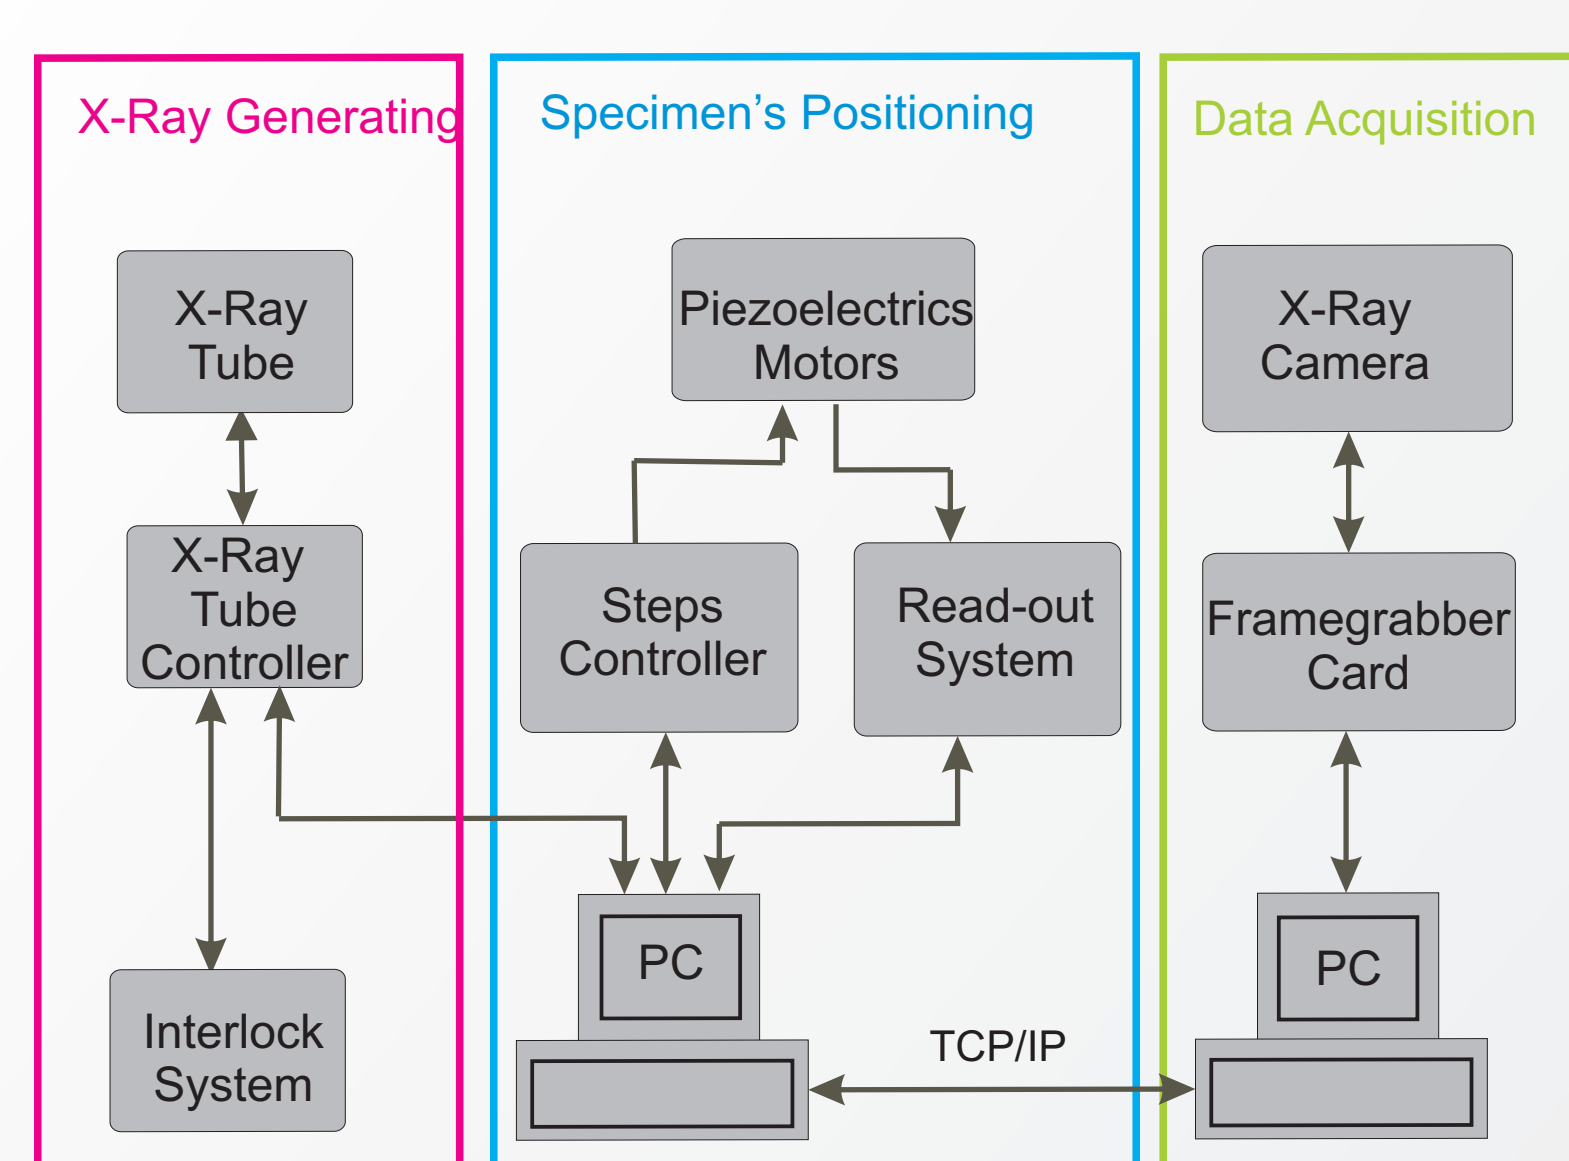 X-Ray Generating
X-Ray
Tube
X-Ray
Tube
Controller
Interlock
System
Specimen’s Positioning
Piezoelectrics
Motors
Steps
Controller
Read-out
System
PC
TCP/IP
Data Acquisition
X-Ray
Camera
Framegrabber
Card
PC